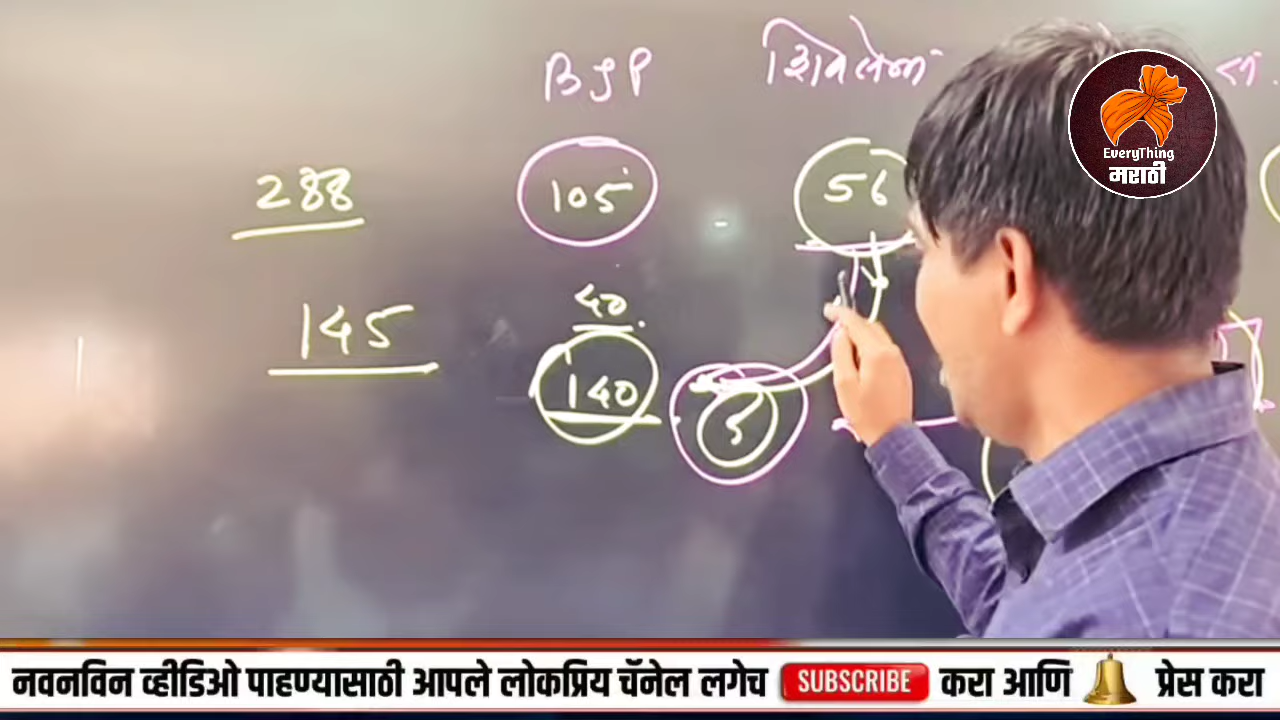 BJP शिवसेना
EveryThing
मराठी
288 105 - 56
145 40
140 5
नवनविन व्हीडिओ पाहण्यासाठी आपले लोकप्रिय चॅनेल लगेच SUBSCRIBE करा आणि प्रेस करा